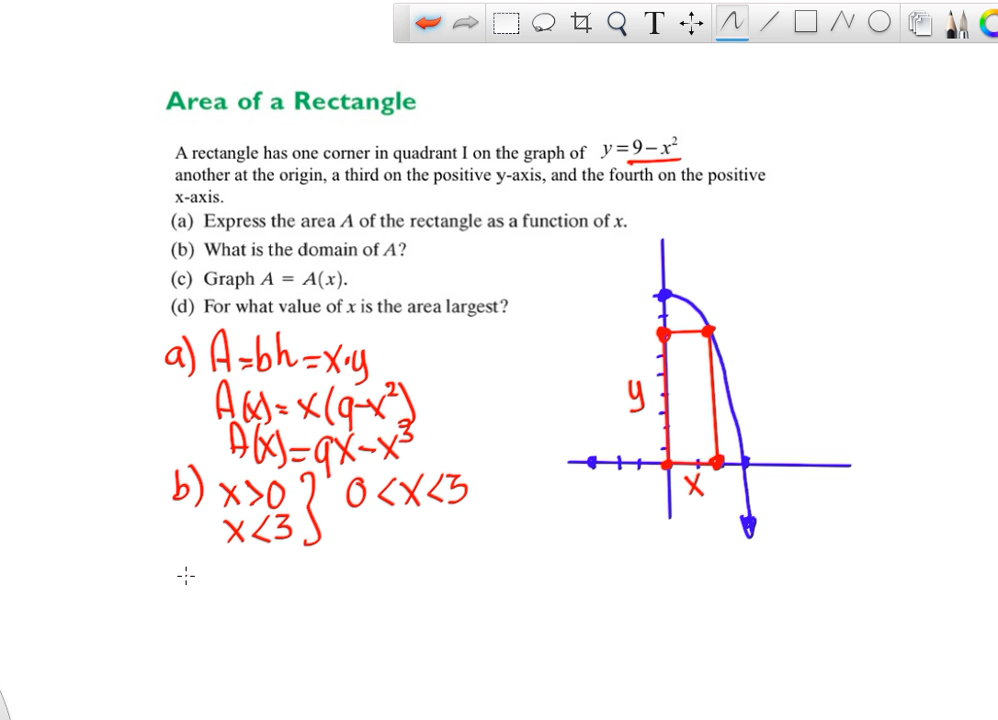 T
Area of a Rectangle
A rectangle has one corner in quadrant I on the graph of y = 9 − x²
another at the origin, a third on the positive y-axis, and the fourth on the positive
x-axis.
(a) Express the area A of the rectangle as a function of x.
(b) What is the domain of A?
(c) Graph A = A(x).
(d) For what value of x is the area largest?
a) A=bh=x·y
A(x)=x(9-x²)
A(x)=9x-x³
b) x>0 } 0<x<3
x<3
y
x